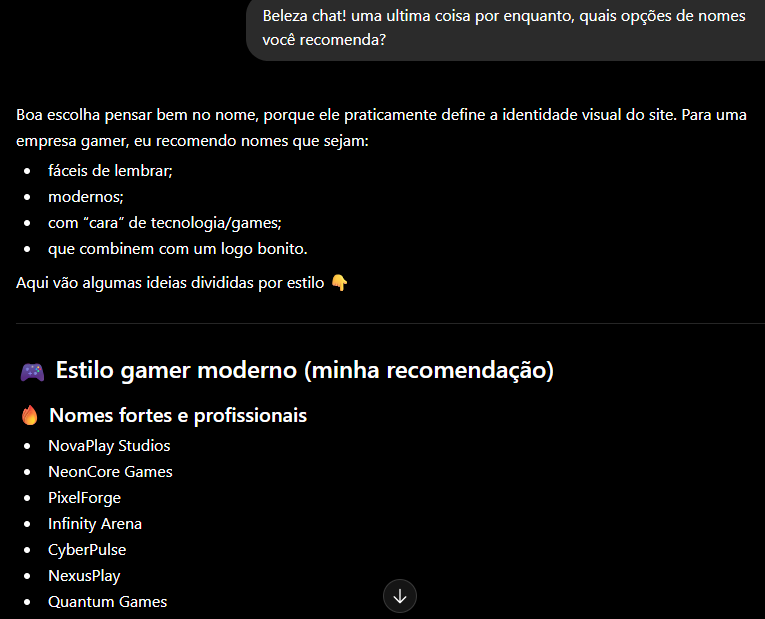 Beleza chat! uma ultima coisa por enquanto, quais opções de nomes
você recomenda?
Boa escolha pensar bem no nome, porque ele praticamente define a identidade visual do site. Para uma
empresa gamer, eu recomendo nomes que sejam:
• fáceis de lembrar;
• modernos;
• com “cara” de tecnologia/games;
• que combinem com um logo bonito.
Aqui vão algumas ideias divididas por estilo 👇
🎮 Estilo gamer moderno (minha recomendação)
🔥 Nomes fortes e profissionais
• NovaPlay Studios
• NeonCore Games
• PixelForge
• Infinity Arena
• CyberPulse
• NexusPlay
• Quantum Games